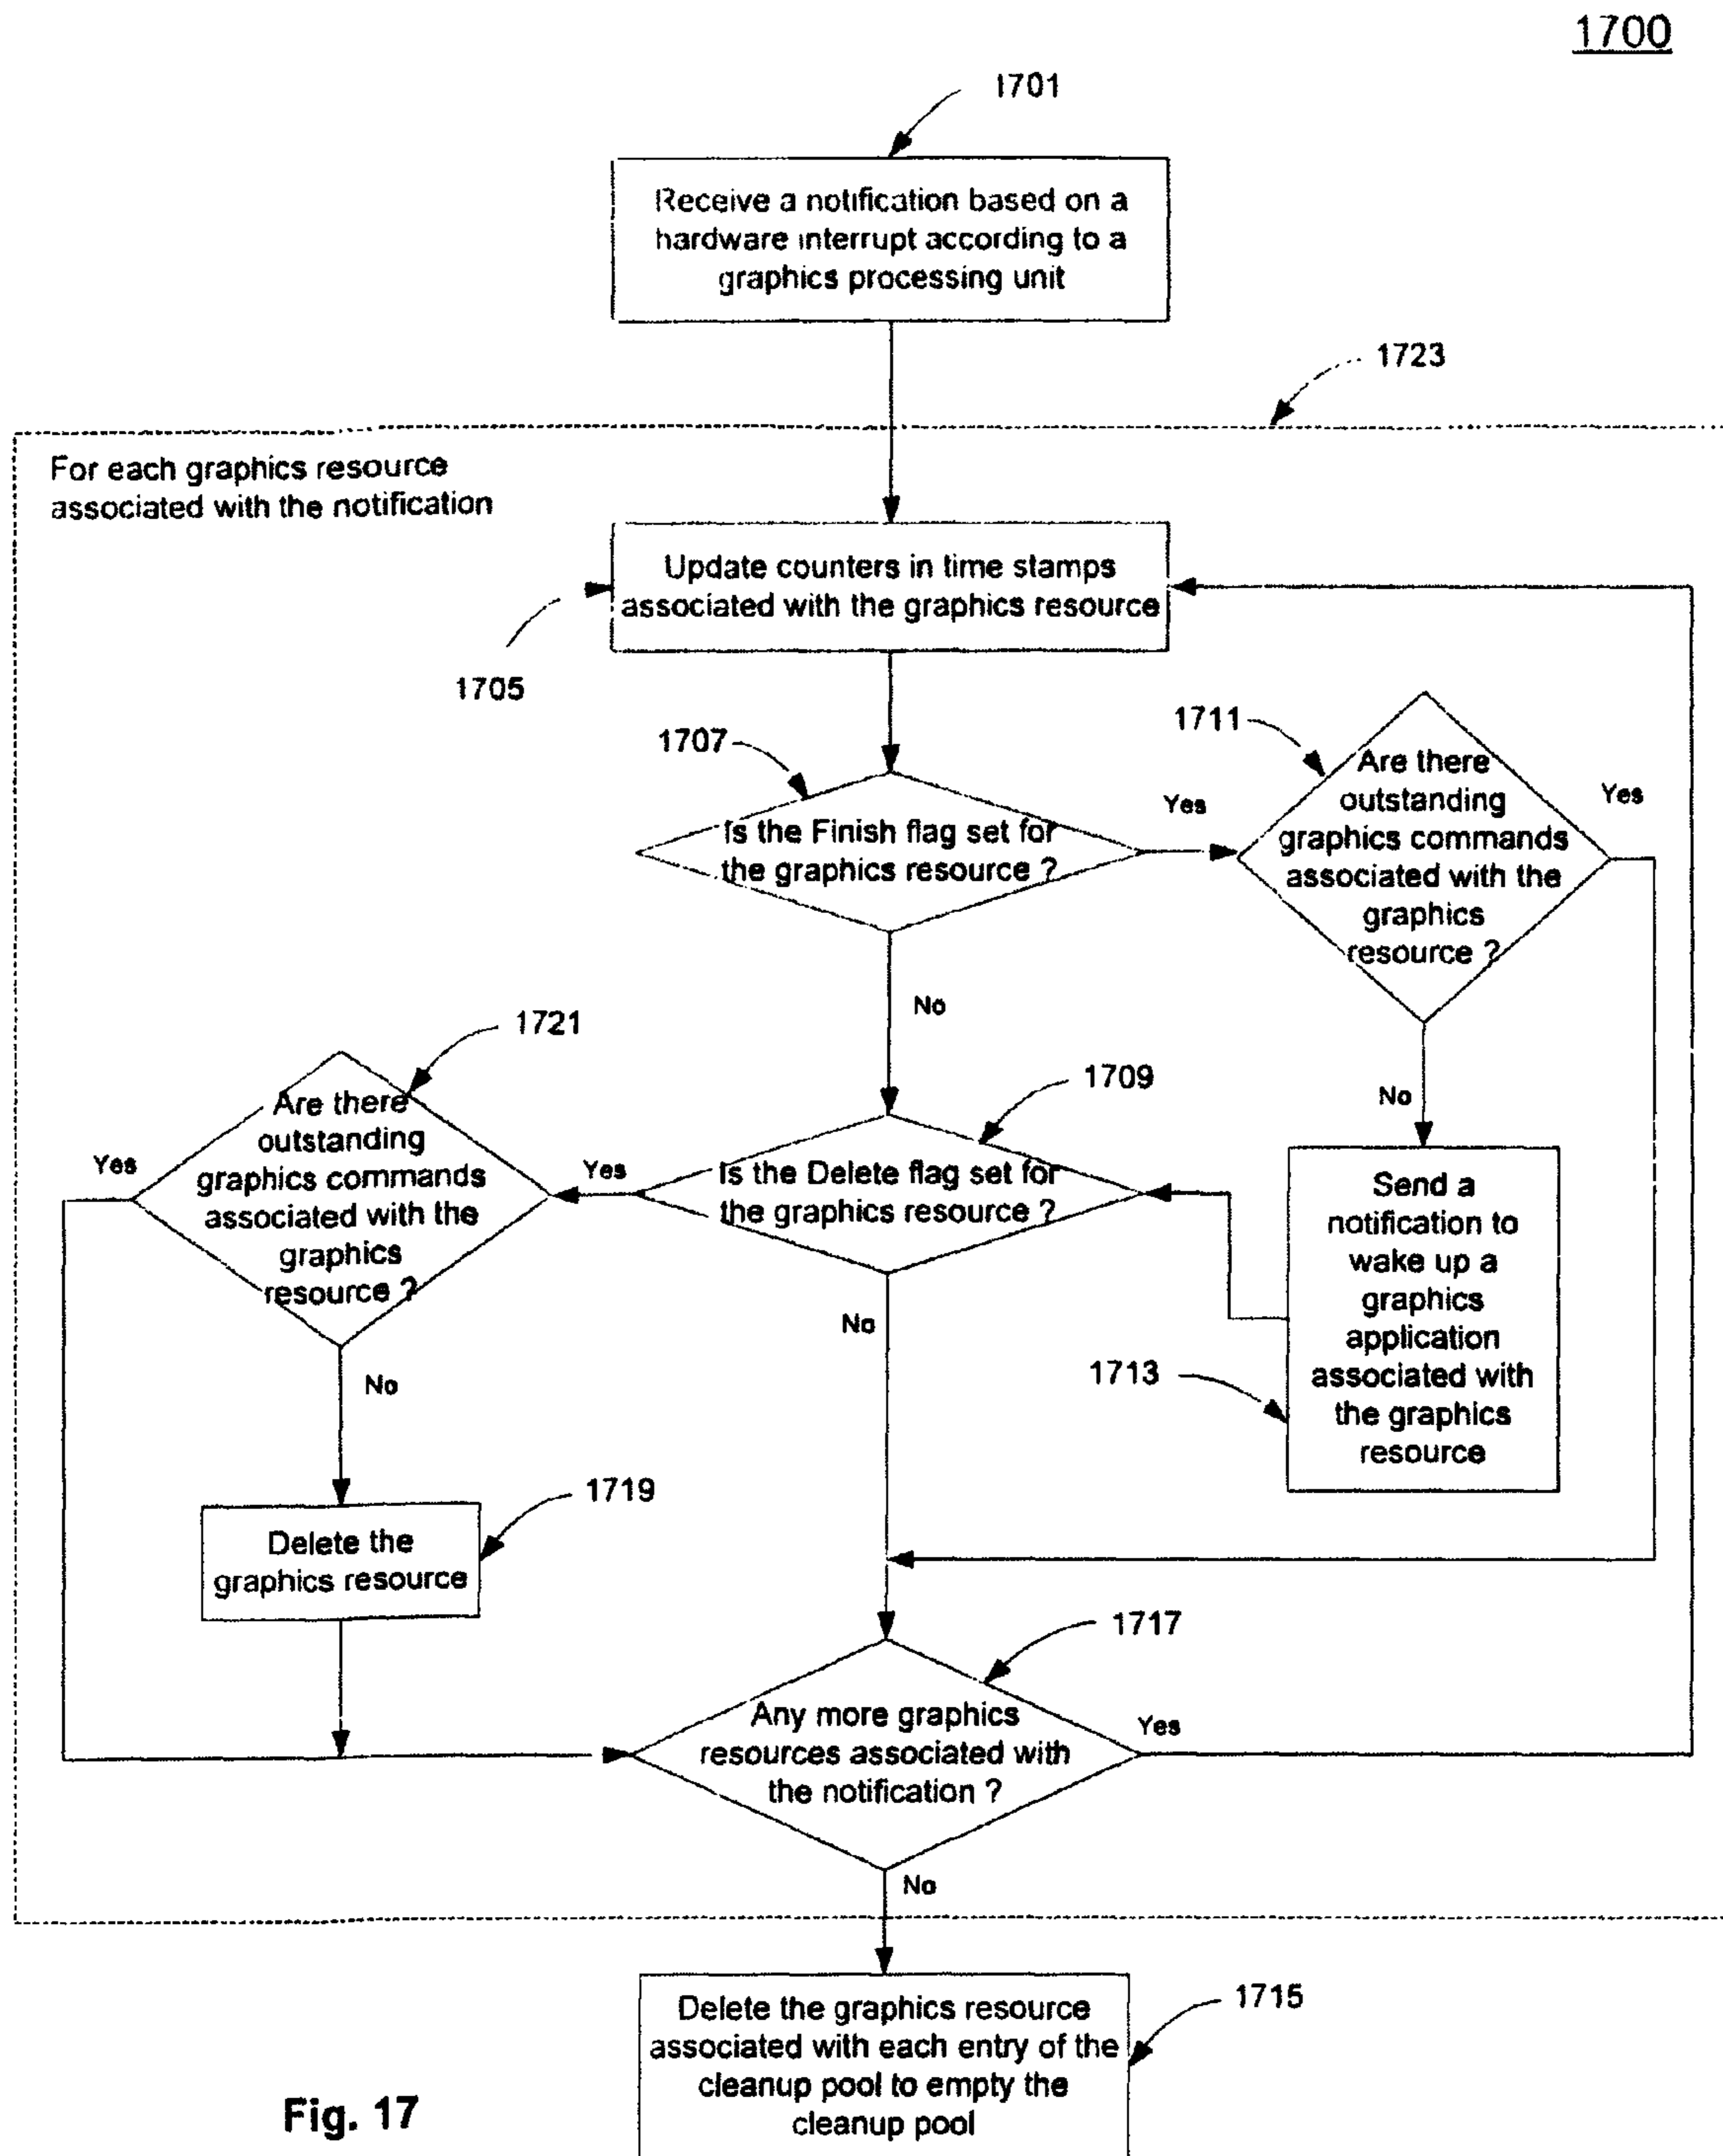 1700
1701
Receive a notification based on a
hardware interrupt according to a
graphics processing unit
1723
For each graphics resource
associated with the notification
Update counters in time stamps
associated with the graphics resource
1705
1707
Is the Finish flag set for
the graphics resource ?
Yes
1711
Are there
outstanding
graphics commands
associated with the
graphics
resource ?
Yes
No
No
1721
Are there
outstanding
graphics commands
associated with the
graphics
resource ?
Yes
Yes
1709
Is the Delete flag set for
the graphics resource ?
Send a
notification to
wake up a
graphics
application
associated with
the graphics
resource
1713
No
No
1719
Delete the
graphics resource
1717
Any more graphics
resources associated with
the notification ?
Yes
No
1715
Delete the graphics resource
associated with each entry of the
cleanup pool to empty the
cleanup pool
Fig. 17